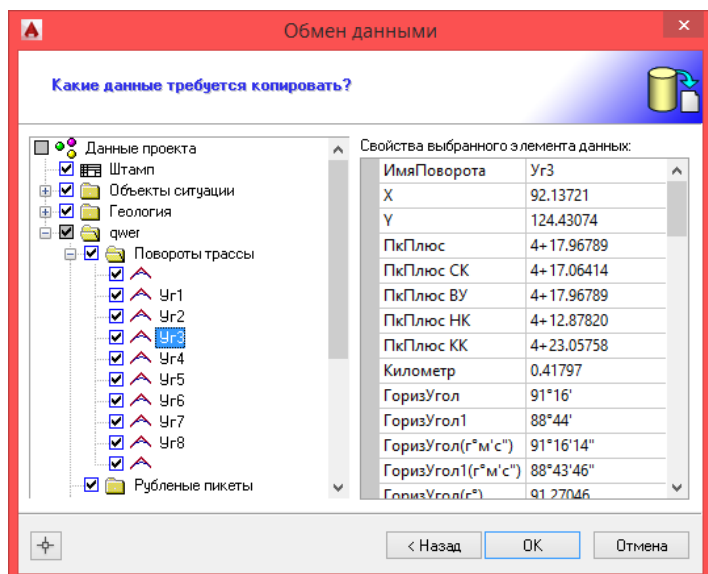 Обмен данными
Какие данные требуется копировать?
Данные проекта
Штамп
Объекты ситуации
Геология
qwer
Повороты трассы
Уг1
Уг2
Уг3
Уг4
Уг5
Уг6
Уг7
Уг8
Рубленые пикеты
Свойства выбранного элемента данных:
ИмяПоворота Уг3
X 92.13721
Y 124.43074
ПкПлюс 4+17.96789
ПкПлюс СК 4+17.06414
ПкПлюс ВУ 4+17.96789
ПкПлюс НК 4+12.87820
ПкПлюс КК 4+23.05758
Километр 0.41797
ГоризУгол 91°16'
ГоризУгол1 88°44'
ГоризУгол(г°м'с") 91°16'14"
ГоризУгол1(г°м'с") 88°43'46"
ГоризУгол(г°) 91.27046
< Назад
OK
Отмена